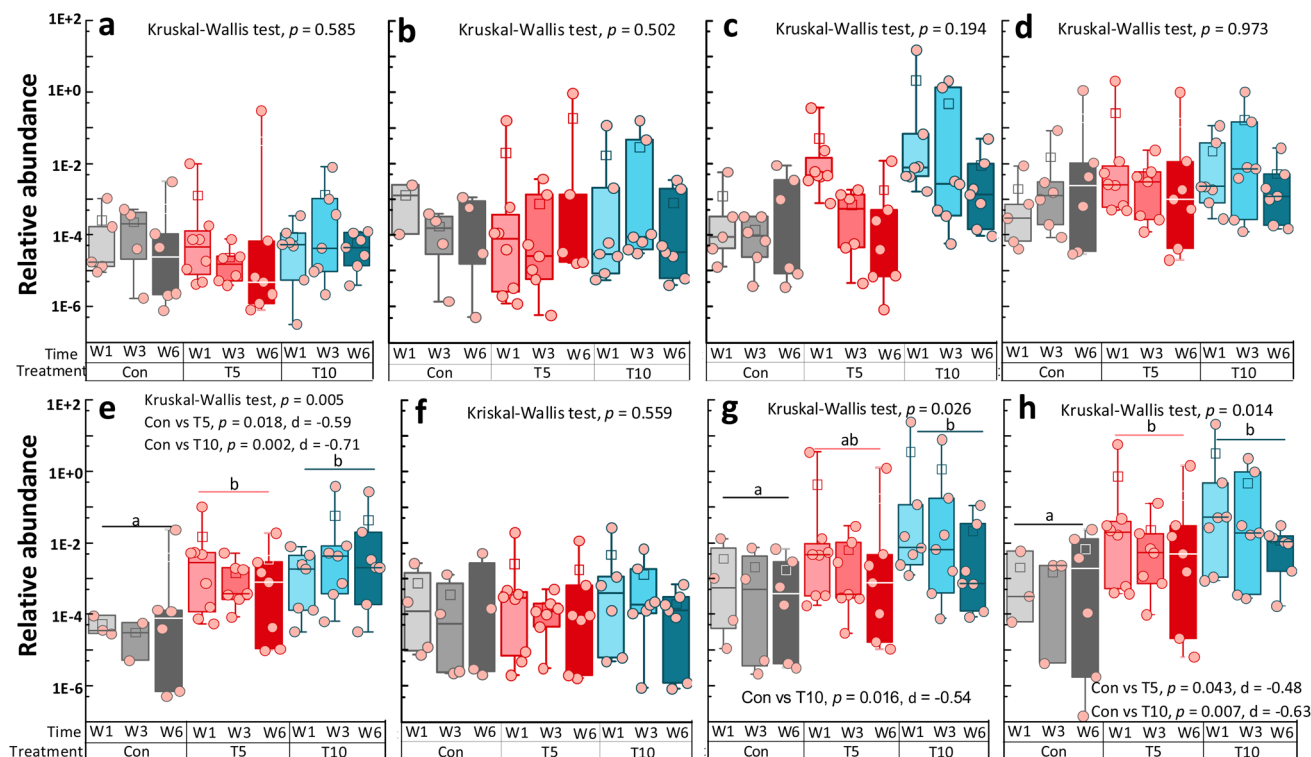 a Kruskal-Wallis test, p = 0.585
b Kruskal-Wallis test, p = 0.502
c Kruskal-Wallis test, p = 0.194
d Kruskal-Wallis test, p = 0.973
Relative abundance
1E+2
1E+0
1E-2
1E-4
1E-6
Time W1 W3 W6 W1 W3 W6 W1 W3 W6
Treatment Con T5 T10
W1 W3 W6 W1 W3 W6 W1 W3 W6
Con T5 T10
W1 W3 W6 W1 W3 W6 W1 W3 W6
Con T5 T10
W1 W3 W6 W1 W3 W6 W1 W3 W6
Con T5 T10
e Kruskal-Wallis test, p = 0.005
Con vs T5, p = 0.018, d = -0.59
Con vs T10, p = 0.002, d = -0.71
a b b
f Kriskal-Wallis test, p = 0.559
g Kruskal-Wallis test, p = 0.026
a ab b
Con vs T10, p = 0.016, d = -0.54
h Kruskal-Wallis test, p = 0.014
a b b
Con vs T5, p = 0.043, d = -0.48
Con vs T10, p = 0.007, d = -0.63
Relative abundance
1E+2
1E+0
1E-2
1E-4
1E-6
Time W1 W3 W6 W1 W3 W6 W1 W3 W6
Treatment Con T5 T10
W1 W3 W6 W1 W3 W6 W1 W3 W6
Con T5 T10
W1 W3 W6 W1 W3 W6 W1 W3 W6
Con T5 T10
W1 W3 W6 W1 W3 W6 W1 W3 W6
Con T5 T10